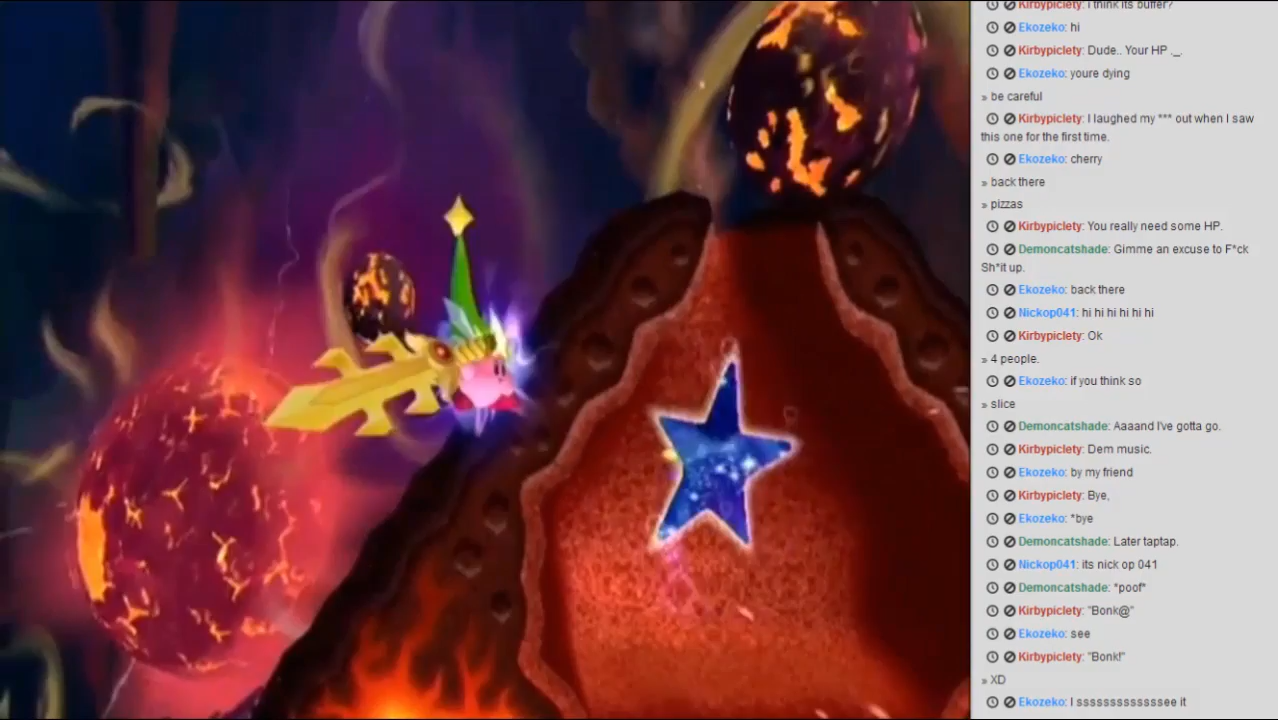 Kirbypiclety: I think its buffer?
Ekozeko: hi
Kirbypiclety: Dude.. Your HP ._.
Ekozeko: youre dying
» be careful
Kirbypiclety: I laughed my *** out when I saw
this one for the first time.
Ekozeko: cherry
» back there
» pizzas
Kirbypiclety: You really need some HP.
Demoncatshade: Gimme an excuse to F*ck
Sh*it up.
Ekozeko: back there
Nickop041: hi hi hi hi hi hi
Kirbypiclety: Ok
» 4 people.
Ekozeko: if you think so
» slice
Demoncatshade: Aaaand I've gotta go.
Kirbypiclety: Dem music.
Ekozeko: by my friend
Kirbypiclety: Bye,
Ekozeko: *bye
Demoncatshade: Later taptap.
Nickop041: its nick op 041
Demoncatshade: *poof*
Kirbypiclety: "Bonk@"
Ekozeko: see
Kirbypiclety: "Bonk!"
» XD
Ekozeko: I sssssssssssssee it